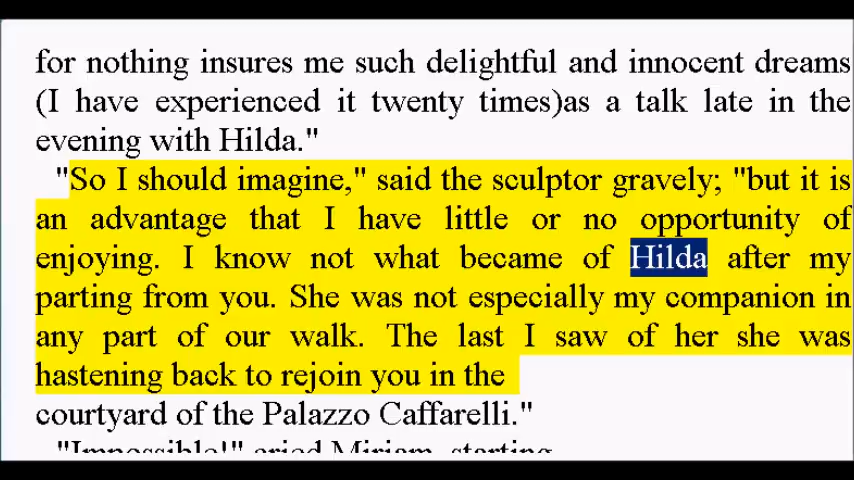 for nothing insures me such delightful and innocent dreams
(I have experienced it twenty times)as a talk late in the
evening with Hilda."
"So I should imagine," said the sculptor gravely; "but it is
an advantage that I have little or no opportunity of
enjoying. I know not what became of Hilda after my
parting from you. She was not especially my companion in
any part of our walk. The last I saw of her she was
hastening back to rejoin you in the
courtyard of the Palazzo Caffarelli."
"Impossible!" cried Miriam, starting